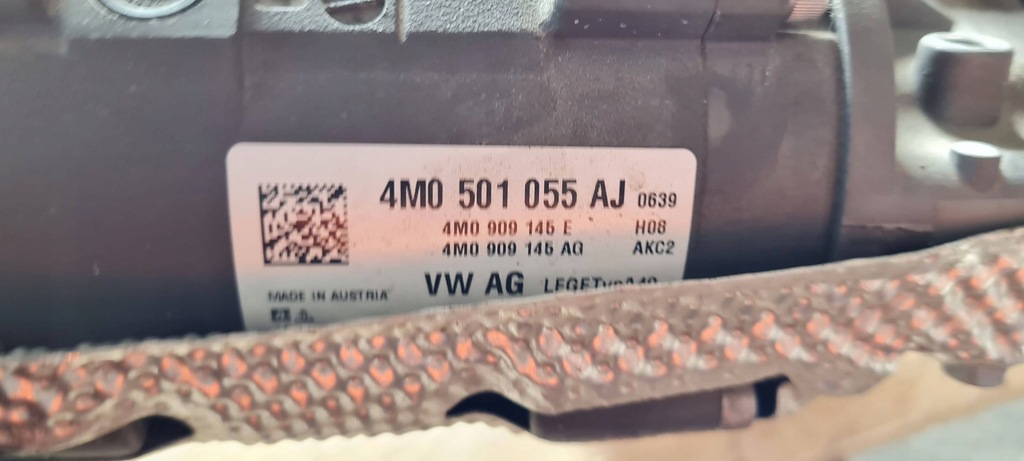 4M0 501 055 AJ 0639
4M0 909 145 E H08
4M0 909 145 AG AKC2
MADE IN AUSTRIA VW AG